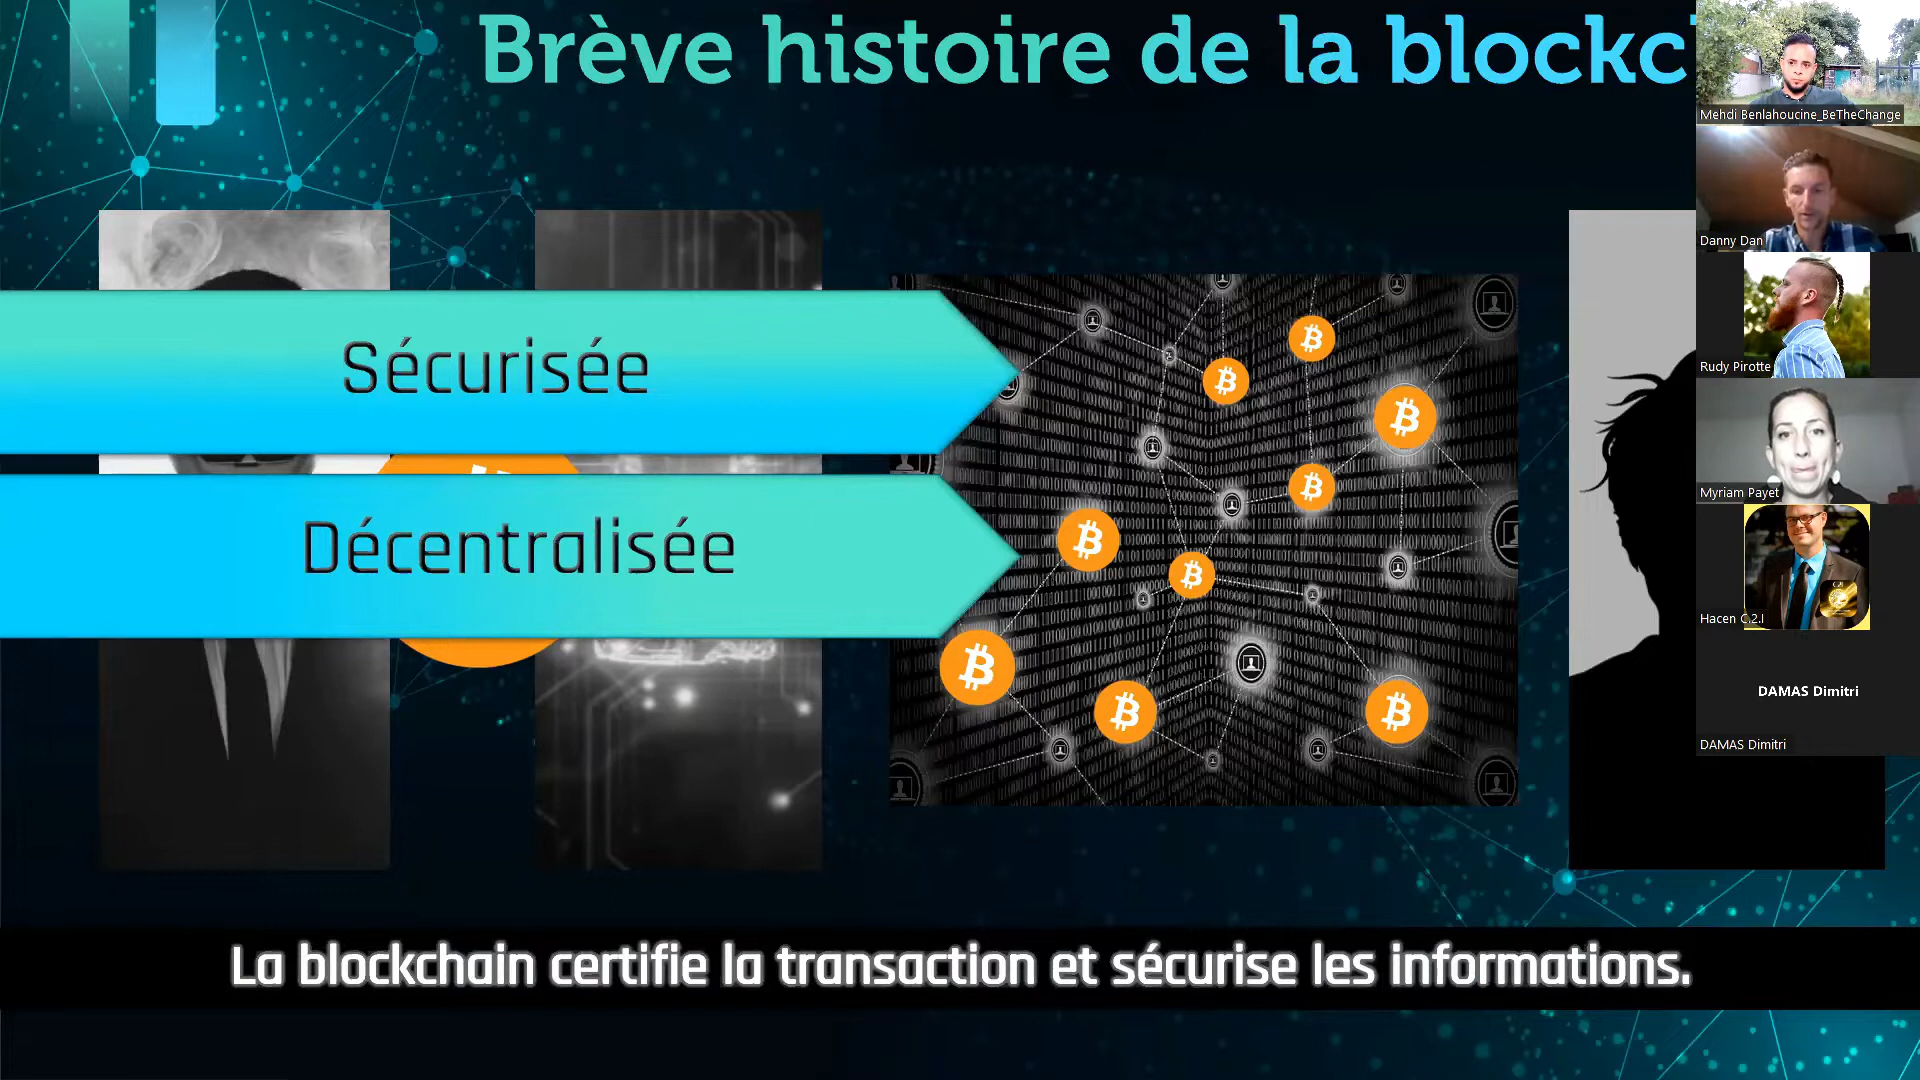 Brève histoire de la blockc
Sécurisée
Décentralisée
La blockchain certifie la transaction et sécurise les informations.
Mehdi Benlahoucine_BeTheChange
Danny Dan
Rudy Pirotte
Myriam Payet
Hacen C.2.I
DAMAS Dimitri
DAMAS Dimitri